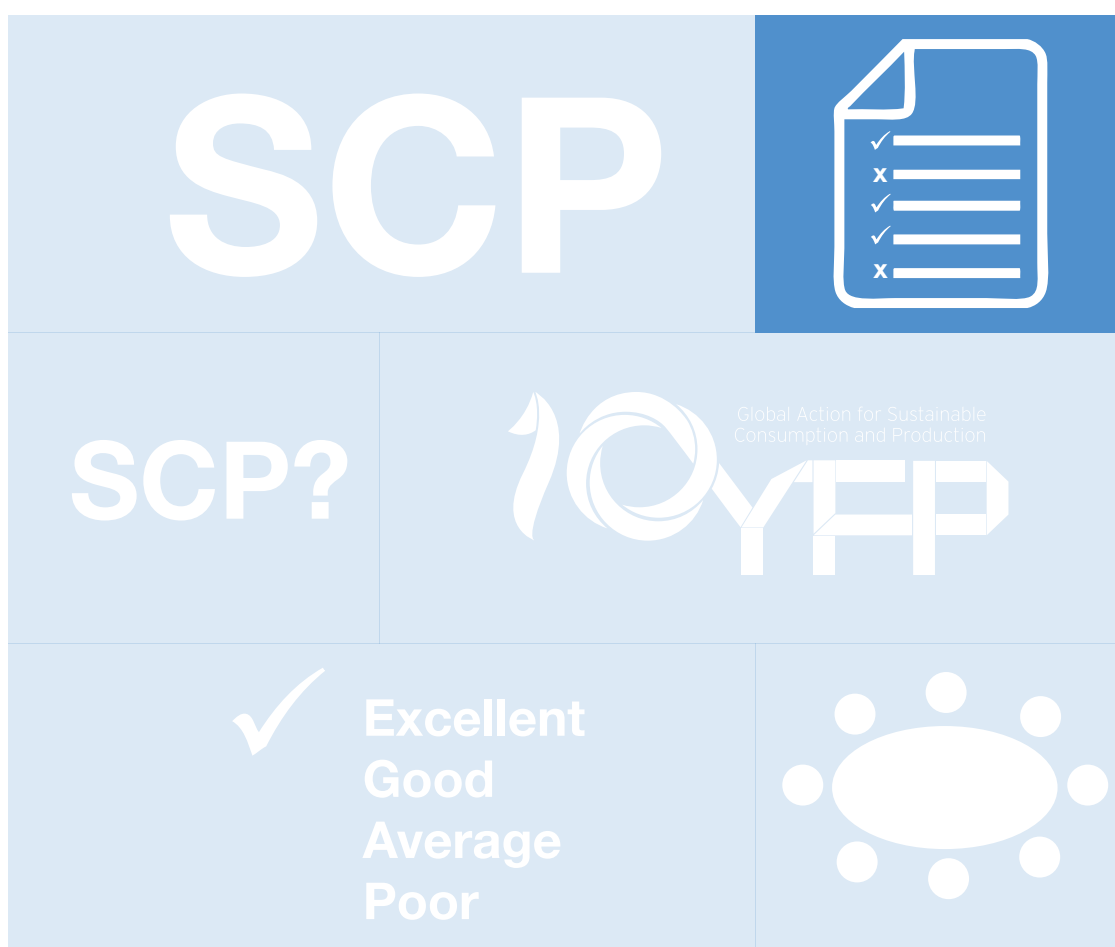 SCP
✓
x
✓
✓
x
SCP?
Global Action for Sustainable
Consumption and Production
10YFP
✓ Excellent
Good
Average
Poor